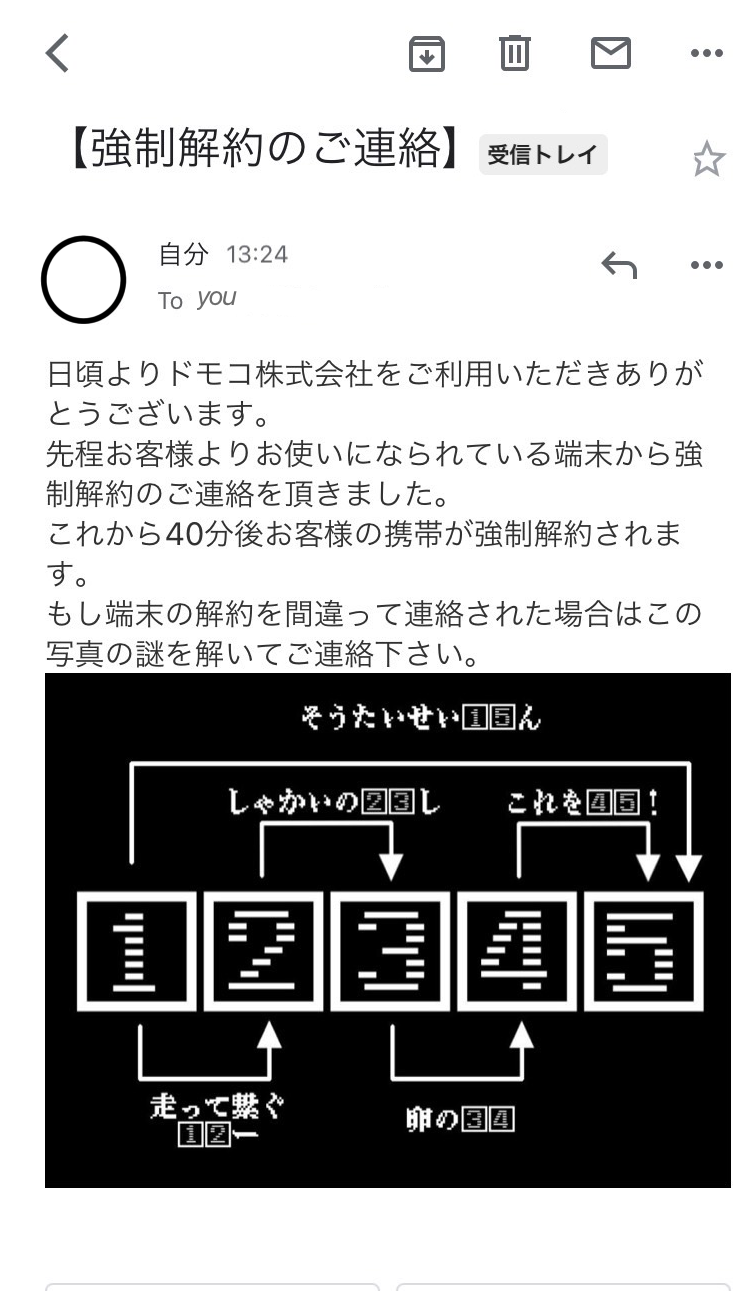 【強制解約のご連絡】 受信トレイ
自分 13:24
To you
日頃よりドモコ株式会社をご利用いただきありが
とうございます。
先程お客様よりお使いになられている端末から強
制解約のご連絡を頂きました。
これから40分後お客様の携帯が強制解約されま
す。
もし端末の解約を間違って連絡された場合はこの
写真の謎を解いてご連絡下さい。
そうたいせい15ん
しゃかいの23し これを45!
1 2 3 4 5
走って繋ぐ 卵の34
12ー